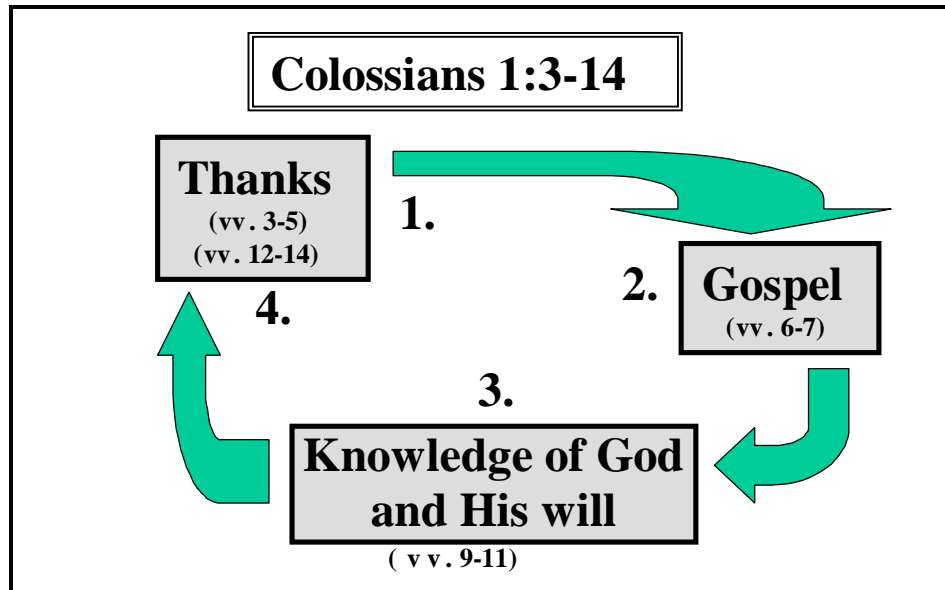 Colossians 1:3-14
Thanks
(vv. 3-5)
(vv. 12-14)
1.
2.
Gospel
(vv. 6-7)
4.
3.
Knowledge of God
and His will
( v v. 9-11)